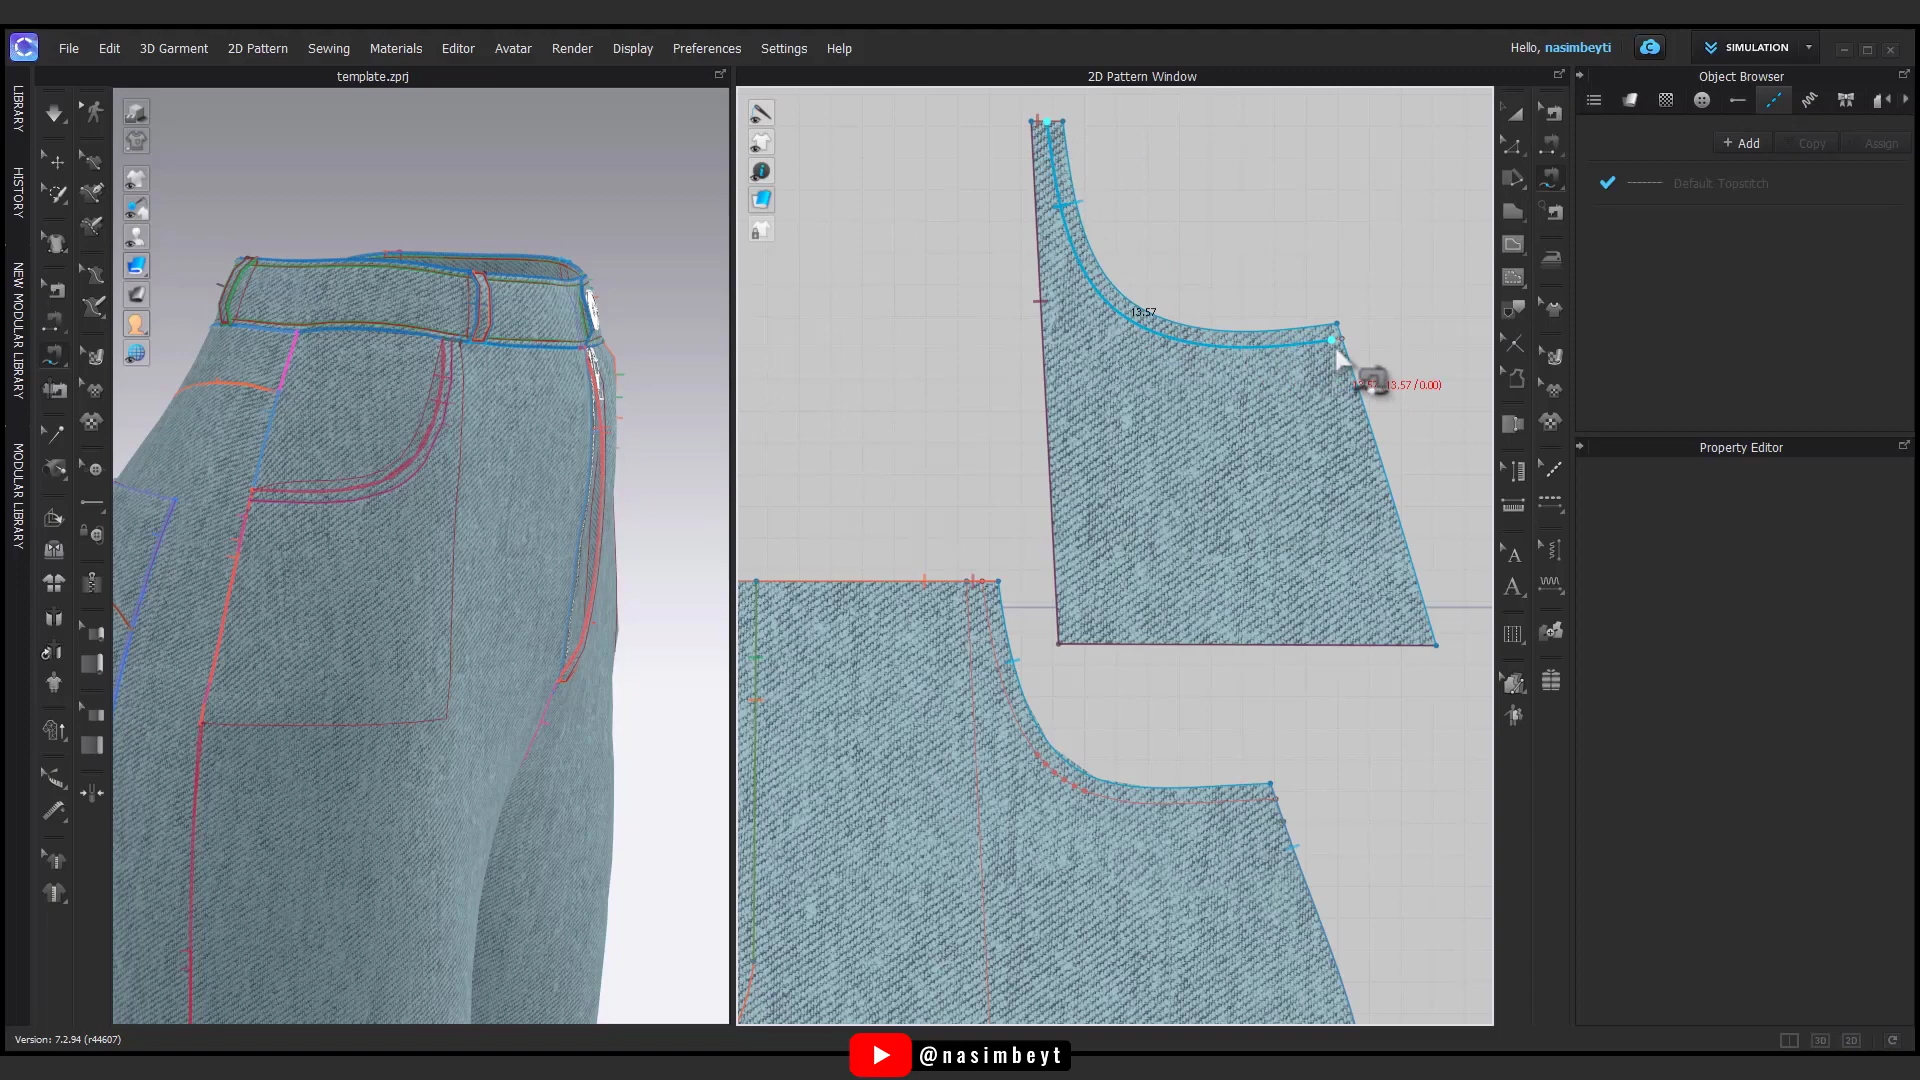 File Edit 3D Garment 2D Pattern Sewing Materials Editor Avatar Render Display Preferences Settings Help
Hello, nasimbeyti
SIMULATION
template.zprj
2D Pattern Window
Object Browser
LIBRARY
HISTORY
NEW MODULAR LIBRARY
MODULAR LIBRARY
+ Add
Copy
Assign
Default Topstitch
13.57
13.57 /0.00)
Property Editor
A
A
Version: 7.2.94 (r44607)
3D
2D
@nasimbeyt